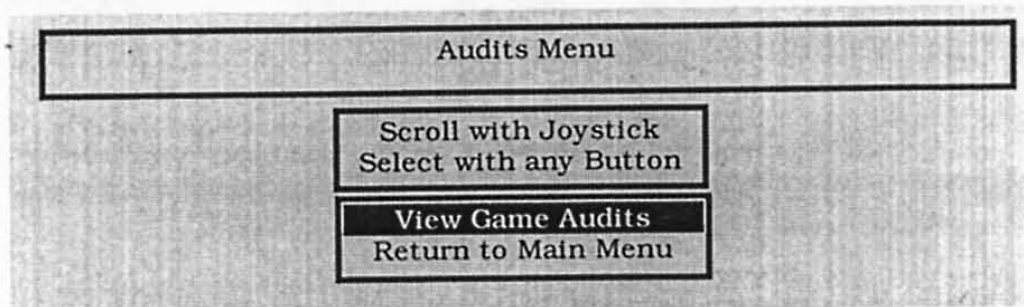 Audits Menu
Scroll with Joystick
Select with any Button
View Game Audits
Return to Main Menu